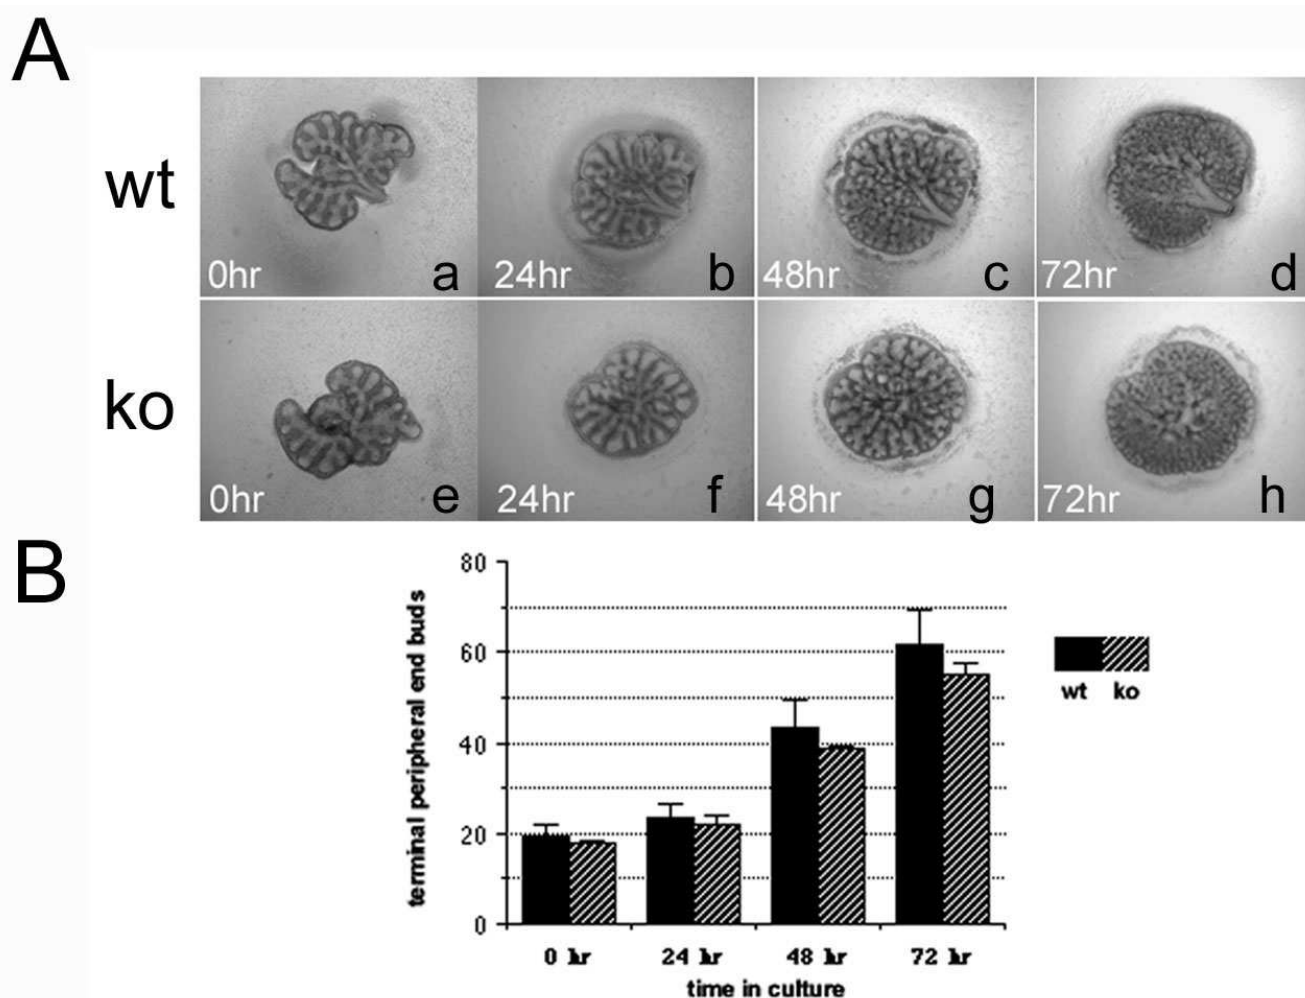 A
wt
0hr a
24hr b
48hr c
72hr d
ko
0hr e
24hr f
48hr g
72hr h
B
terminal peripheral end buds
80
60
40
20
0
0 hr
24 hr
48 hr
72 hr
time in culture
wt ko